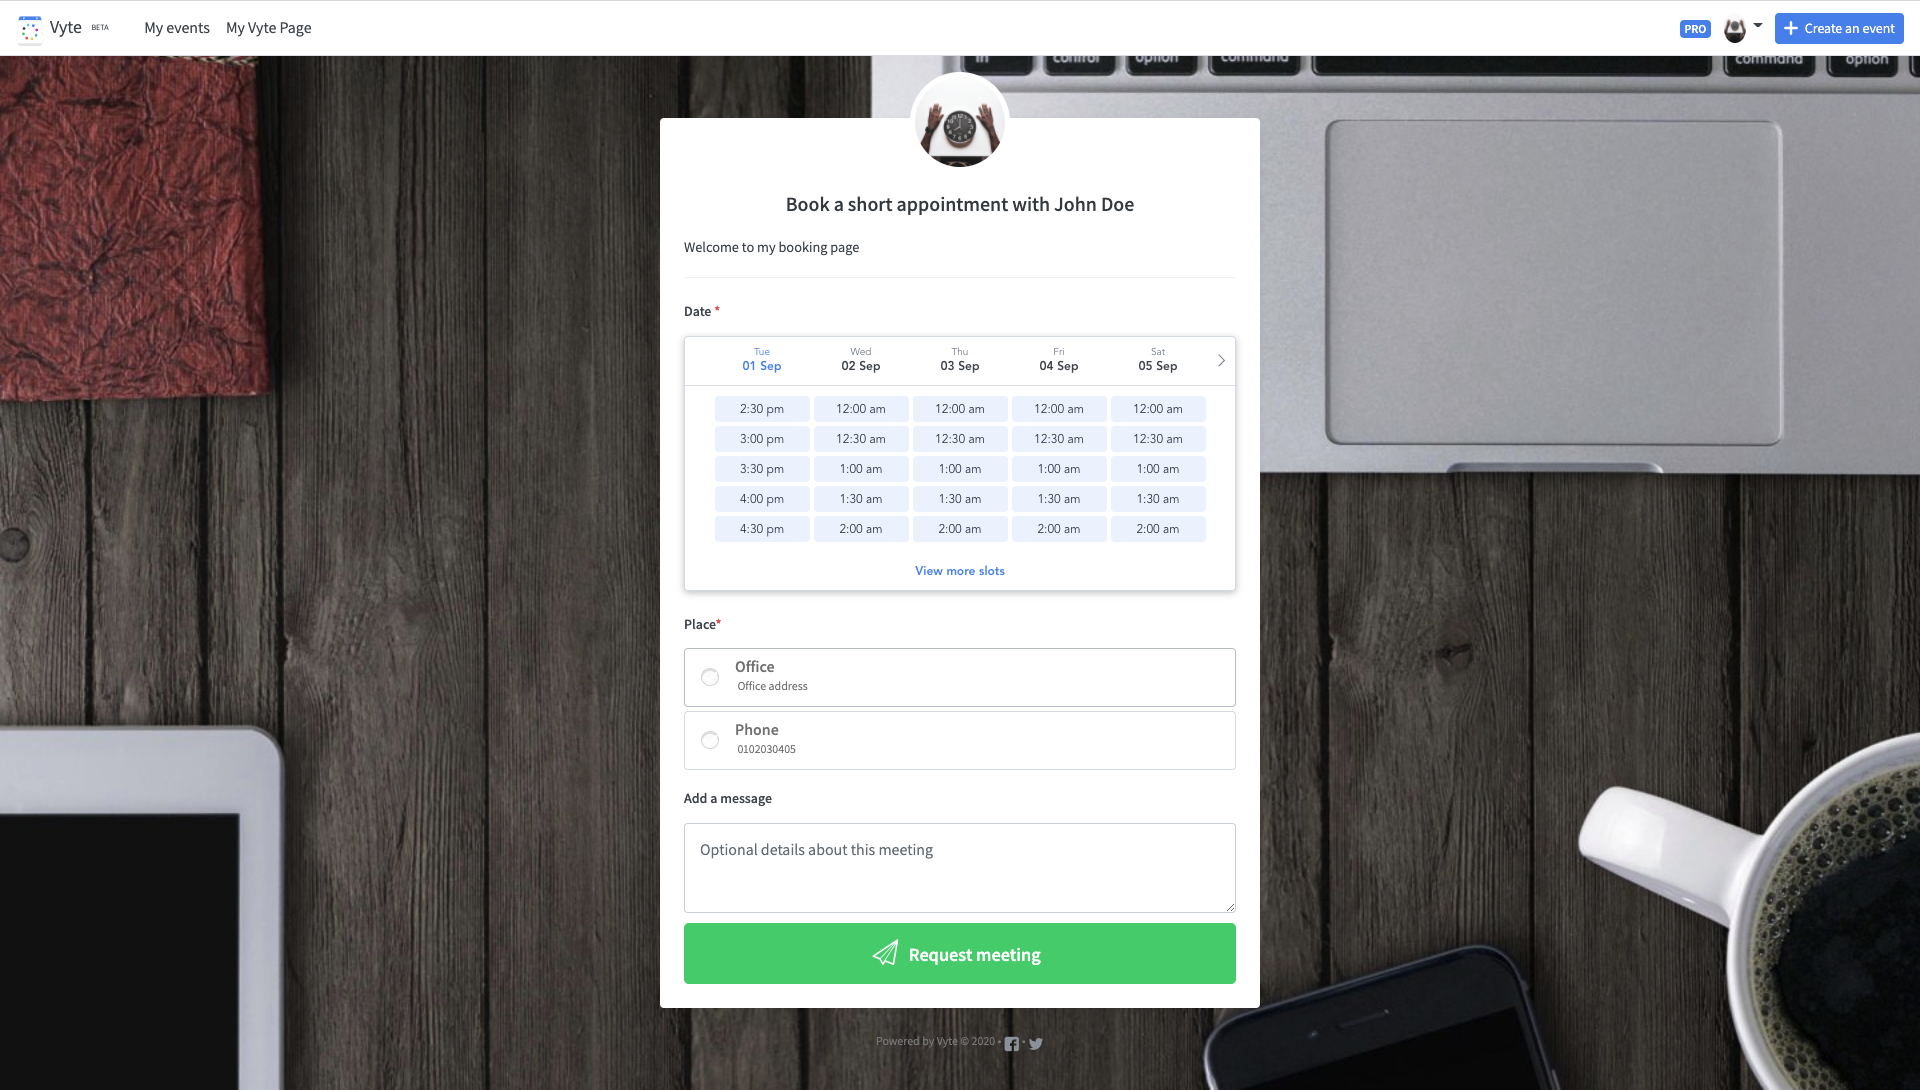 Vyte BETA My events My Vyte Page PRO Create an event
in control option command command option
Book a short appointment with John Doe
Welcome to my booking page
Date *
Tue Wed Thu Fri Sat
01 Sep 02 Sep 03 Sep 04 Sep 05 Sep
2:30 pm 12:00 am 12:00 am 12:00 am 12:00 am
3:00 pm 12:30 am 12:30 am 12:30 am 12:30 am
3:30 pm 1:00 am 1:00 am 1:00 am 1:00 am
4:00 pm 1:30 am 1:30 am 1:30 am 1:30 am
4:30 pm 2:00 am 2:00 am 2:00 am 2:00 am
View more slots
Place*
Office
Office address
Phone
0102030405
Add a message
Optional details about this meeting
Request meeting
Powered by Vyte © 2020 • •